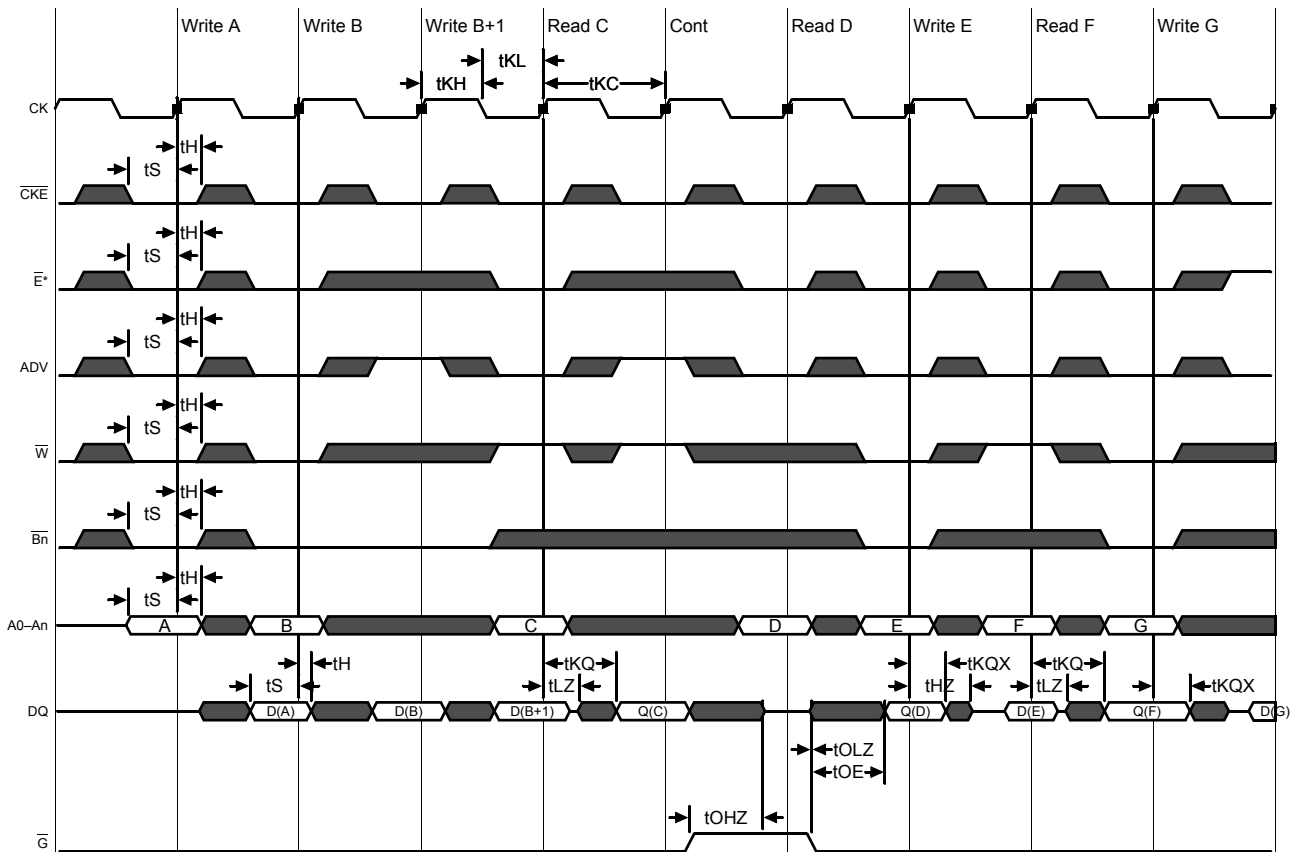 Write A Write B Write B+1 Read C Cont Read D Write E Read F Write G
tKL
tKH tKC
CK
tH
tS
CKE
tH
tS
E*
tH
tS
ADV
tH
tS
W
tH
tS
Bn
tH
tS
A0–An A B C D E F G
tH tKQ tKQX tKQ
tS tLZ tHZ tLZ tKQX
DQ D(A) D(B) D(B+1) Q(C) Q(D) D(E) Q(F) D(G)
tOLZ
tOE
tOHZ
G